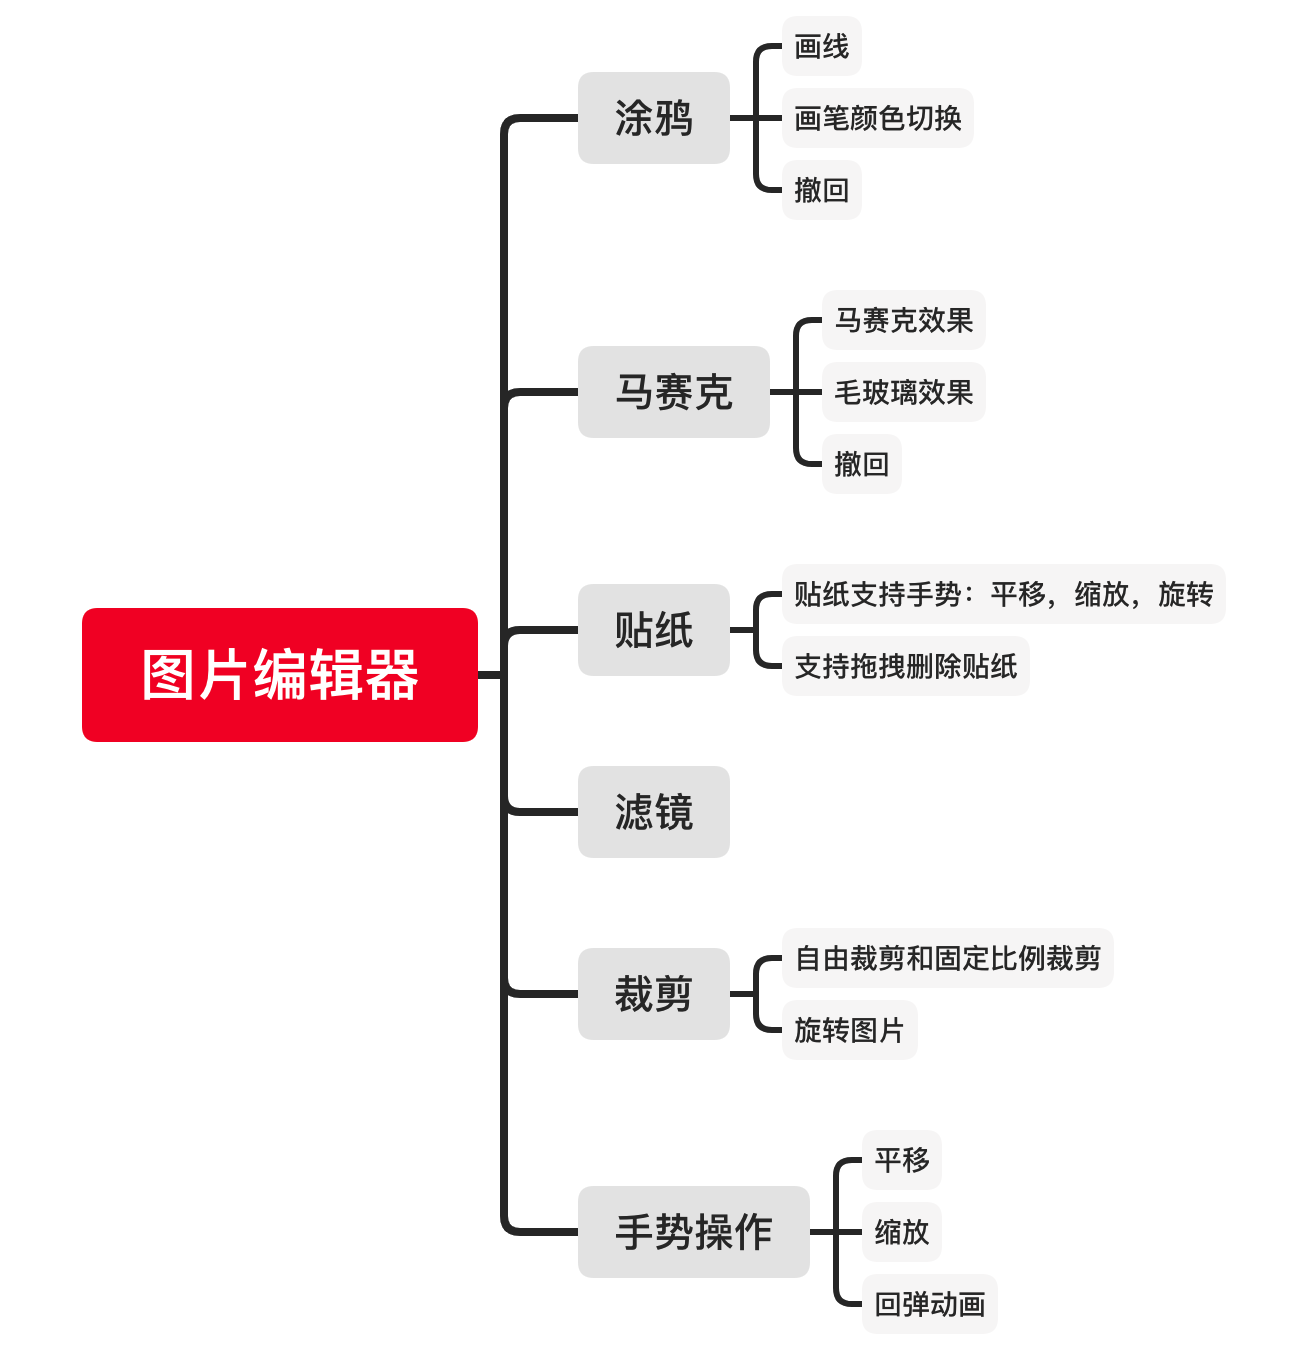 图片编辑器
涂鸦
画线
画笔颜色切换
撤回
马赛克
马赛克效果
毛玻璃效果
撤回
贴纸
贴纸支持手势：平移，缩放，旋转
支持拖拽删除贴纸
滤镜
裁剪
自由裁剪和固定比例裁剪
旋转图片
手势操作
平移
缩放
回弹动画